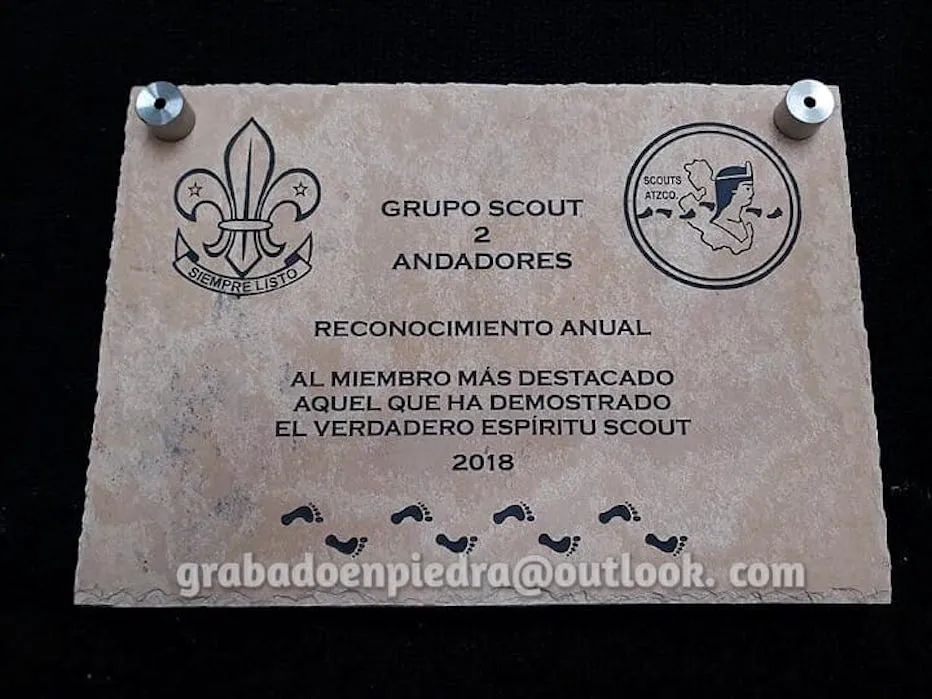 SIEMPRE LISTO
GRUPO SCOUT
2
ANDADORES
SCOUTS
ATZCO.
RECONOCIMIENTO ANUAL
AL MIEMBRO MÁS DESTACADO
AQUEL QUE HA DEMOSTRADO
EL VERDADERO ESPÍRITU SCOUT
2018
grabadoenpiedra@outlook. com